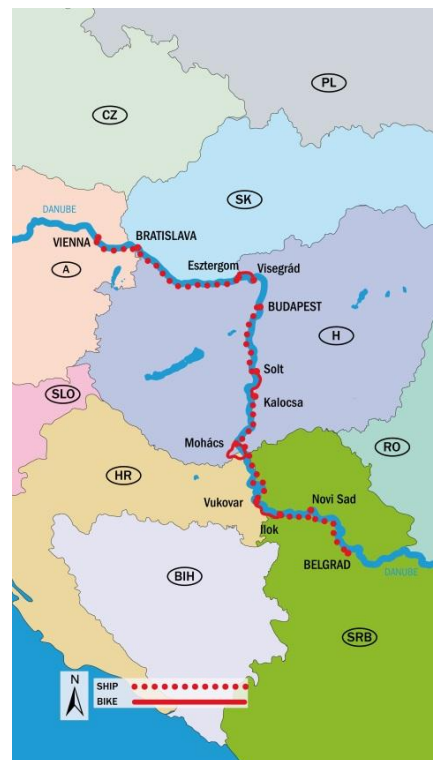 PL
CZ
SK
DANUBE
BRATISLAVA
VIENNA
Esztergom
Visegrád
A
BUDAPEST
H
Solt
SLO
Kalocsa
Mohács
RO
HR
Novi Sad
Vukovar
Ilok
BELGRAD
DANUBE
BIH
SRB
N
SHIP
BIKE